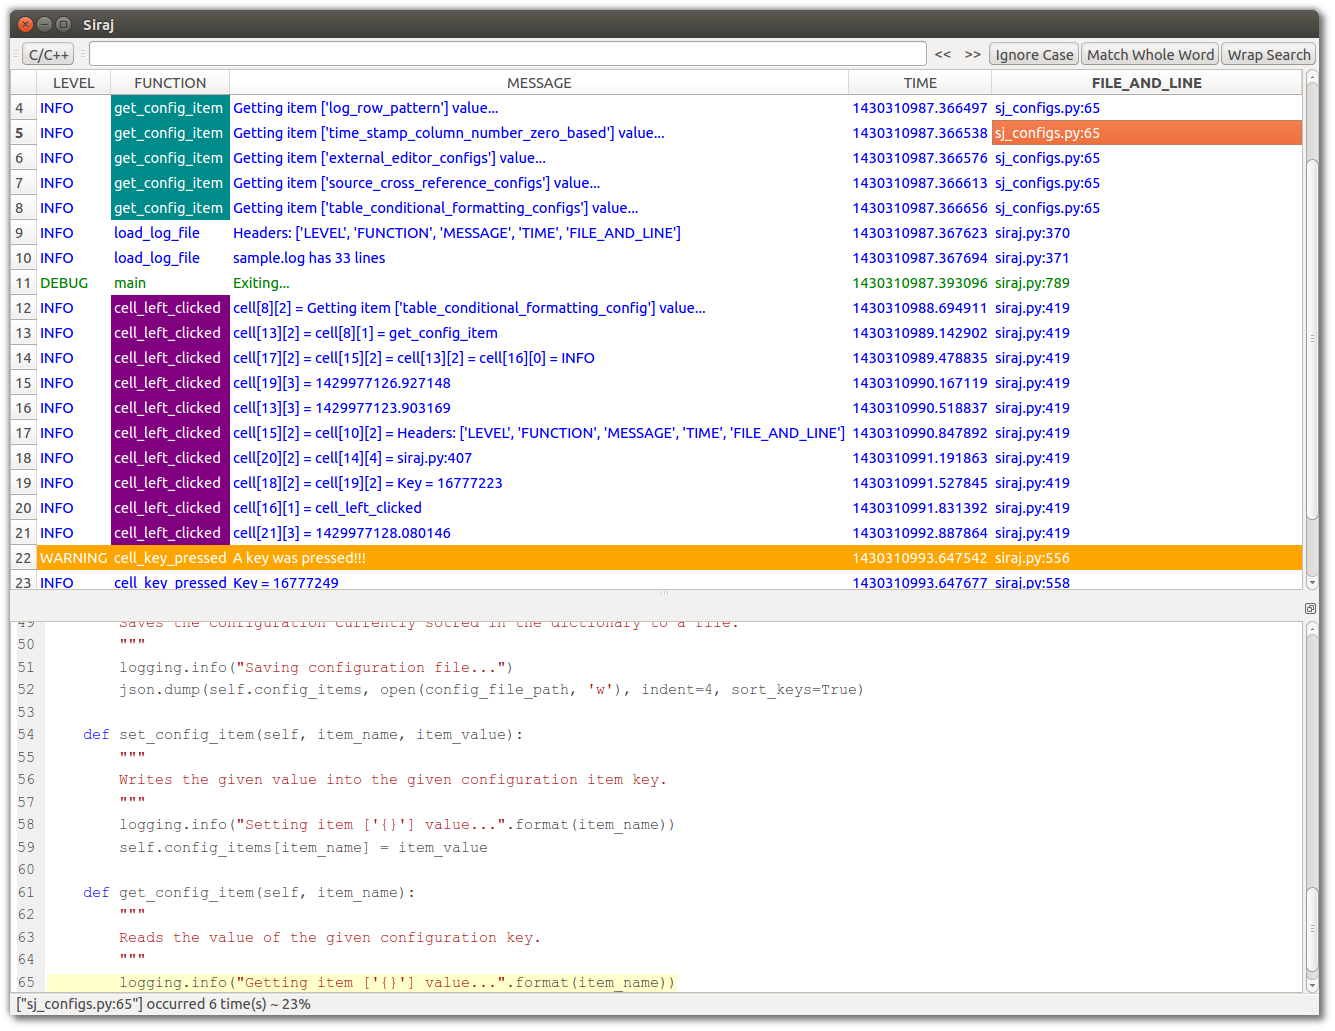 Siraj
C/C++ << >> Ignore Case Match Whole Word Wrap Search
LEVEL FUNCTION MESSAGE TIME FILE_AND_LINE
4 INFO get_config_item Getting item ['log_row_pattern'] value... 1430310987.366497 sj_configs.py:65
5 INFO get_config_item Getting item ['time_stamp_column_number_zero_based'] value... 1430310987.366538 sj_configs.py:65
6 INFO get_config_item Getting item ['external_editor_configs'] value... 1430310987.366576 sj_configs.py:65
7 INFO get_config_item Getting item ['source_cross_reference_configs'] value... 1430310987.366613 sj_configs.py:65
8 INFO get_config_item Getting item ['table_conditional_formatting_configs'] value... 1430310987.366656 sj_configs.py:65
9 INFO load_log_file Headers: ['LEVEL', 'FUNCTION', 'MESSAGE', 'TIME', 'FILE_AND_LINE'] 1430310987.367623 siraj.py:370
10 INFO load_log_file sample.log has 33 lines 1430310987.367694 siraj.py:371
11 DEBUG main Exiting... 1430310987.393096 siraj.py:789
12 INFO cell_left_clicked cell[8][2] = Getting item ['table_conditional_formatting_config'] value... 1430310988.694911 siraj.py:419
13 INFO cell_left_clicked cell[13][2] = cell[8][1] = get_config_item 1430310989.142902 siraj.py:419
14 INFO cell_left_clicked cell[17][2] = cell[15][2] = cell[13][2] = cell[16][0] = INFO 1430310989.478835 siraj.py:419
15 INFO cell_left_clicked cell[19][3] = 1429977126.927148 1430310990.167119 siraj.py:419
16 INFO cell_left_clicked cell[13][3] = 1429977123.903169 1430310990.518837 siraj.py:419
17 INFO cell_left_clicked cell[15][2] = cell[10][2] = Headers: ['LEVEL', 'FUNCTION', 'MESSAGE', 'TIME', 'FILE_AND_LINE'] 1430310990.847892 siraj.py:419
18 INFO cell_left_clicked cell[20][2] = cell[14][4] = siraj.py:407 1430310991.191863 siraj.py:419
19 INFO cell_left_clicked cell[18][2] = cell[19][2] = Key = 16777223 1430310991.527845 siraj.py:419
20 INFO cell_left_clicked cell[16][1] = cell_left_clicked 1430310991.831392 siraj.py:419
21 INFO cell_left_clicked cell[21][3] = 1429977128.080146 1430310992.887864 siraj.py:419
22 WARNING cell_key_pressed A key was pressed!!! 1430310993.647542 siraj.py:556
23 INFO cell_key_pressed Key = 16777249 1430310993.647677 siraj.py:558
49 Saves the configuration currently sotred in the dictionary to a file.
50 """
51 logging.info("Saving configuration file...")
52 json.dump(self.config_items, open(config_file_path, 'w'), indent=4, sort_keys=True)
53
54 def set_config_item(self, item_name, item_value):
55 """
56 Writes the given value into the given configuration item key.
57 """
58 logging.info("Setting item ['{}'] value...".format(item_name))
59 self.config_items[item_name] = item_value
60
61 def get_config_item(self, item_name):
62 """
63 Reads the value of the given configuration key.
64 """
65 logging.info("Getting item ['{}'] value...".format(item_name))
["sj_configs.py:65"] occurred 6 time(s) ~ 23%